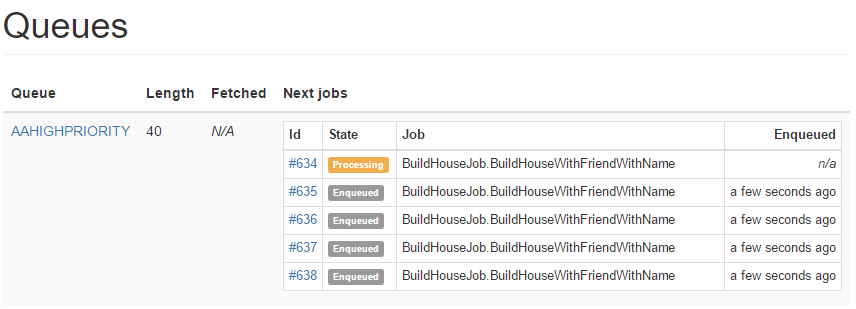 Queues
Queue Length Fetched Next jobs
AAHIGHPRIORITY 40 N/A
Id State Job Enqueued
#634 Processing BuildHouseJob.BuildHouseWithFriendWithName n/a
#635 Enqueued BuildHouseJob.BuildHouseWithFriendWithName a few seconds ago
#636 Enqueued BuildHouseJob.BuildHouseWithFriendWithName a few seconds ago
#637 Enqueued BuildHouseJob.BuildHouseWithFriendWithName a few seconds ago
#638 Enqueued BuildHouseJob.BuildHouseWithFriendWithName a few seconds ago